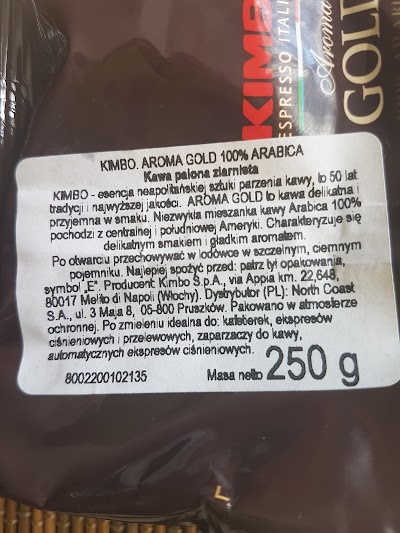 KIMBO
ESPRESSO ITALI
Aroma
GOLD
KIMBO. AROMA GOLD 100% ARABICA
Kawa palona ziarnista
KIMBO - esencja neapolitańskiej sztuki parzenia kawy, to 50 lat
tradycji i najwyższej jakości. AROMA GOLD to kawa delikatna i
przyjemna w smaku. Niezwykła mieszanka kawy Arabica 100%
pochodzi z centralnej i południowej Ameryki. Charakteryzuje się
delikatnym smakiem i gładkim aromatem.
Po otwarciu przechowywać w lodówce w szczelnym, ciemnym
pojemniku. Najlepiej spożyć przed: patrz tył opakowania,
symbol „E". Producent: Kimbo S.p.A., via Appia km. 22,648,
80017 Melito di Napoli (Włochy). Dystrybutor (PL): North Coast
S.A., ul. 3 Maja 8, 05-800 Pruszków. Pakowano w atmosferze
ochronnej. Po zmieleniu idealna do: kafeterek, ekspresów
ciśnieniowych i przelewowych, zaparzaczy do kawy,
automatycznych ekspresów ciśnieniowych.
8002200102135 Masa netto 250 g